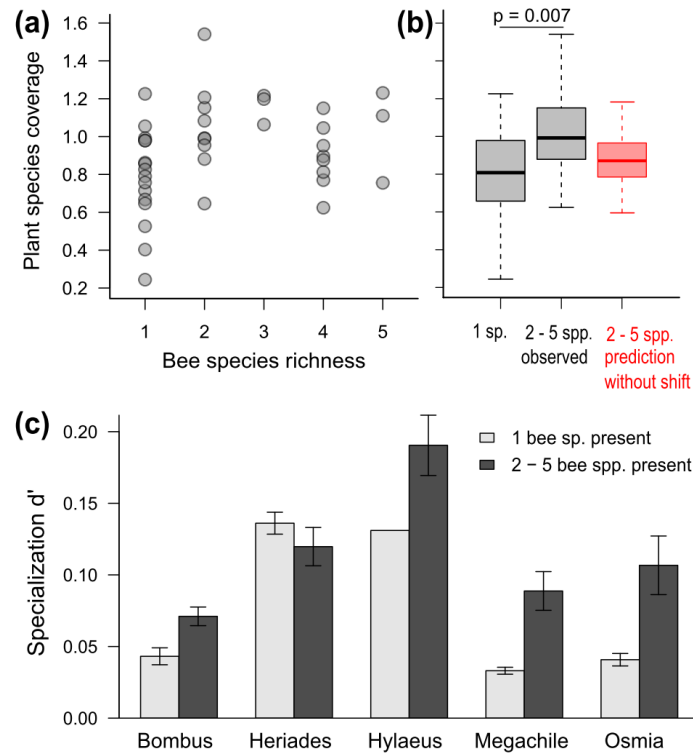 (a)
Plant species coverage
1.6
1.4
1.2
1.0
0.8
0.6
0.4
0.2
1 2 3 4 5
Bee species richness
(b)
p = 0.007
1 sp.
2 - 5 spp.
observed
2 - 5 spp.
prediction
without shift
(c)
Specialization d'
0.20
0.15
0.10
0.05
0.00
1 bee sp. present
2 – 5 bee spp. present
Bombus Heriades Hylaeus Megachile Osmia